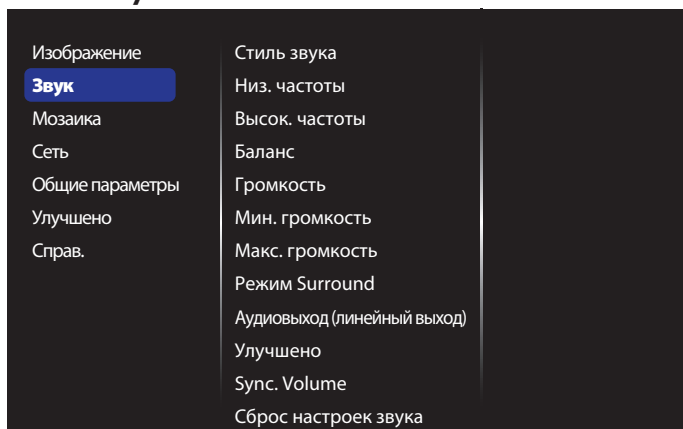 Изображение
Звук
Мозаика
Сеть
Общие параметры
Улучшено
Справ.
Стиль звука
Низ. частоты
Высок. частоты
Баланс
Громкость
Мин. громкость
Макс. громкость
Режим Surround
Аудиовыход (линейный выход)
Улучшено
Sync. Volume
Сброс настроек звука